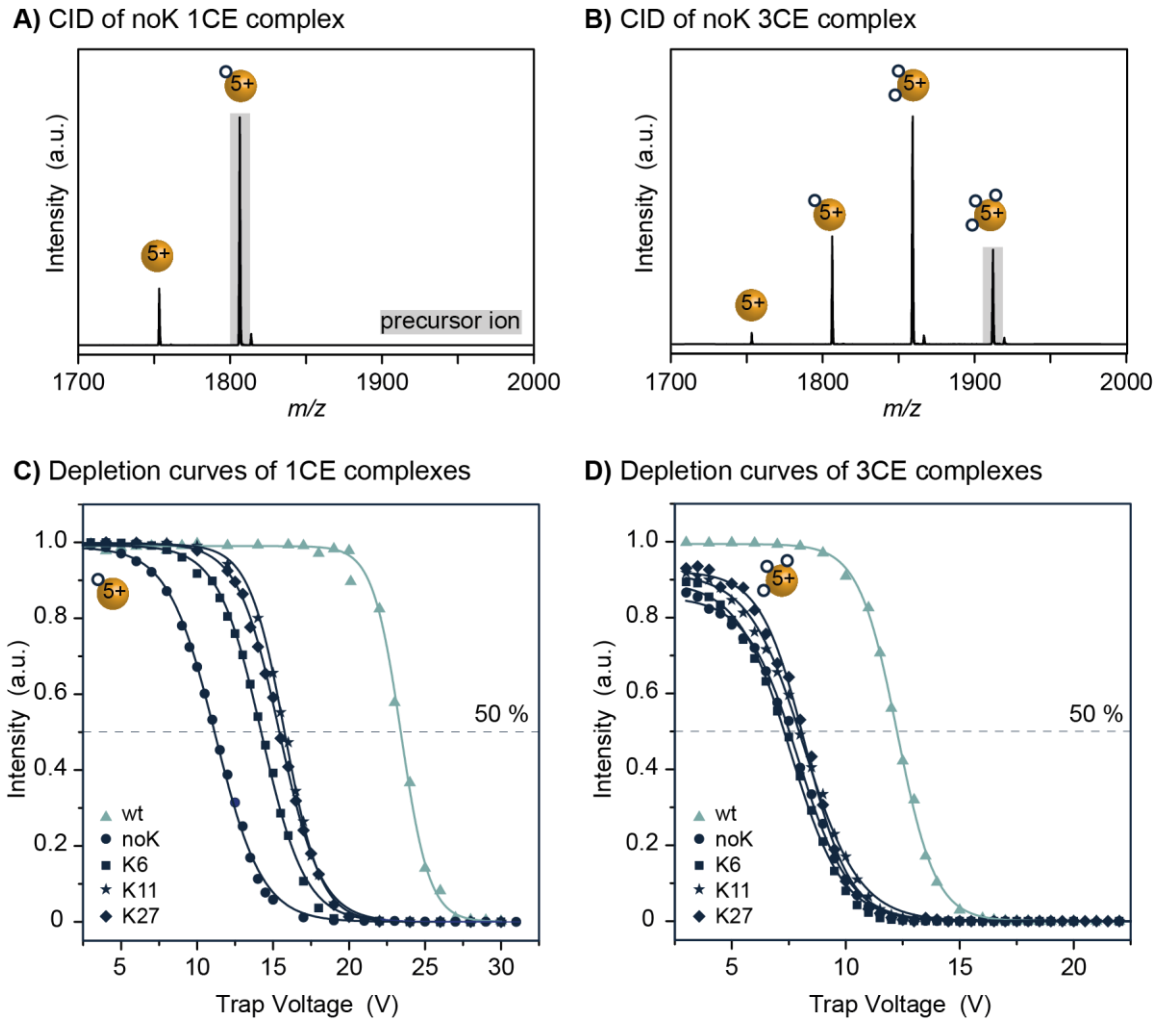 A) CID of noK 1CE complex
Intensity (a.u.)
5+
5+
precursor ion
1700 1800 1900 2000
m/z
B) CID of noK 3CE complex
Intensity (a.u.)
5+
5+
5+
5+
1700 1800 1900 2000
m/z
C) Depletion curves of 1CE complexes
Intensity (a.u.)
1.0
0.8
0.6
0.4
0.2
0
5+
50 %
wt
noK
K6
K11
K27
5 10 15 20 25 30
Trap Voltage (V)
D) Depletion curves of 3CE complexes
Intensity (a.u.)
1.0
0.8
0.6
0.4
0.2
0
5+
50 %
wt
noK
K6
K11
K27
5 10 15 20
Trap Voltage (V)